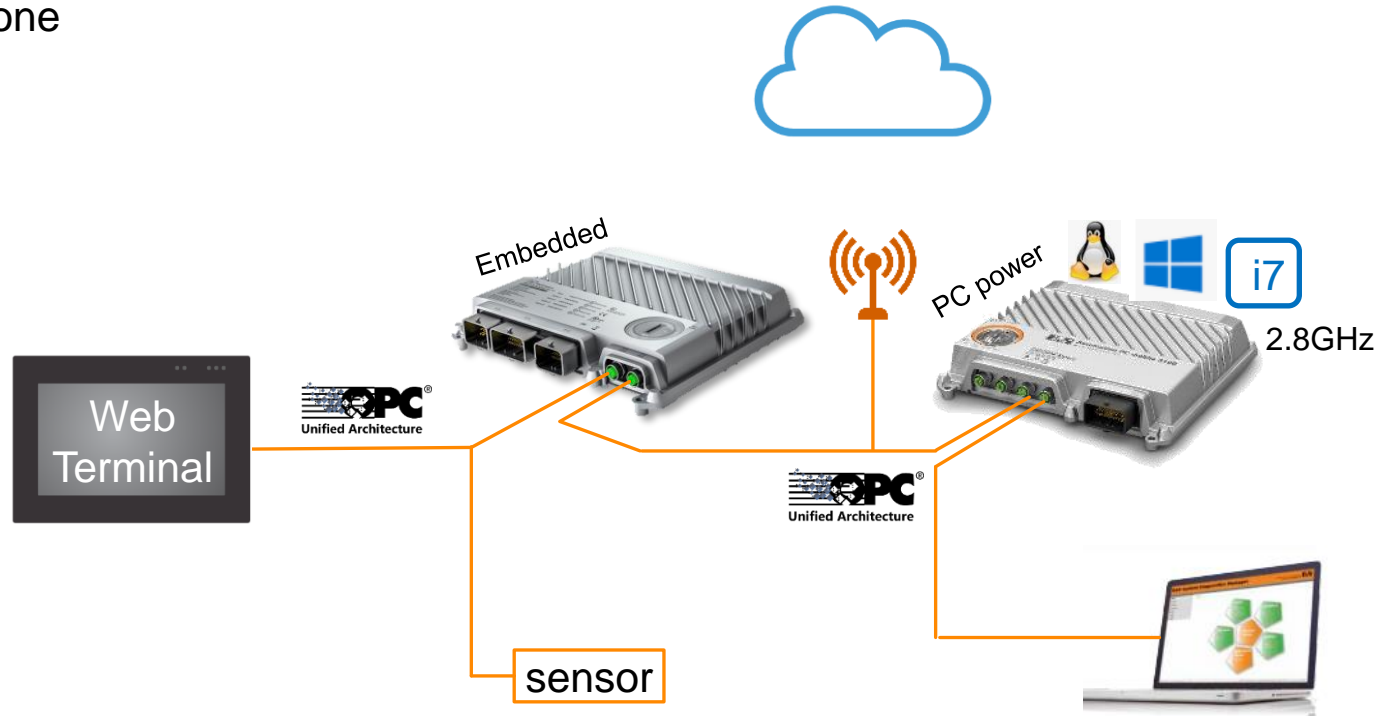 one
Embedded
PC power
i7
2.8GHz
Web
Terminal
OPC®
Unified Architecture
OPC®
Unified Architecture
sensor